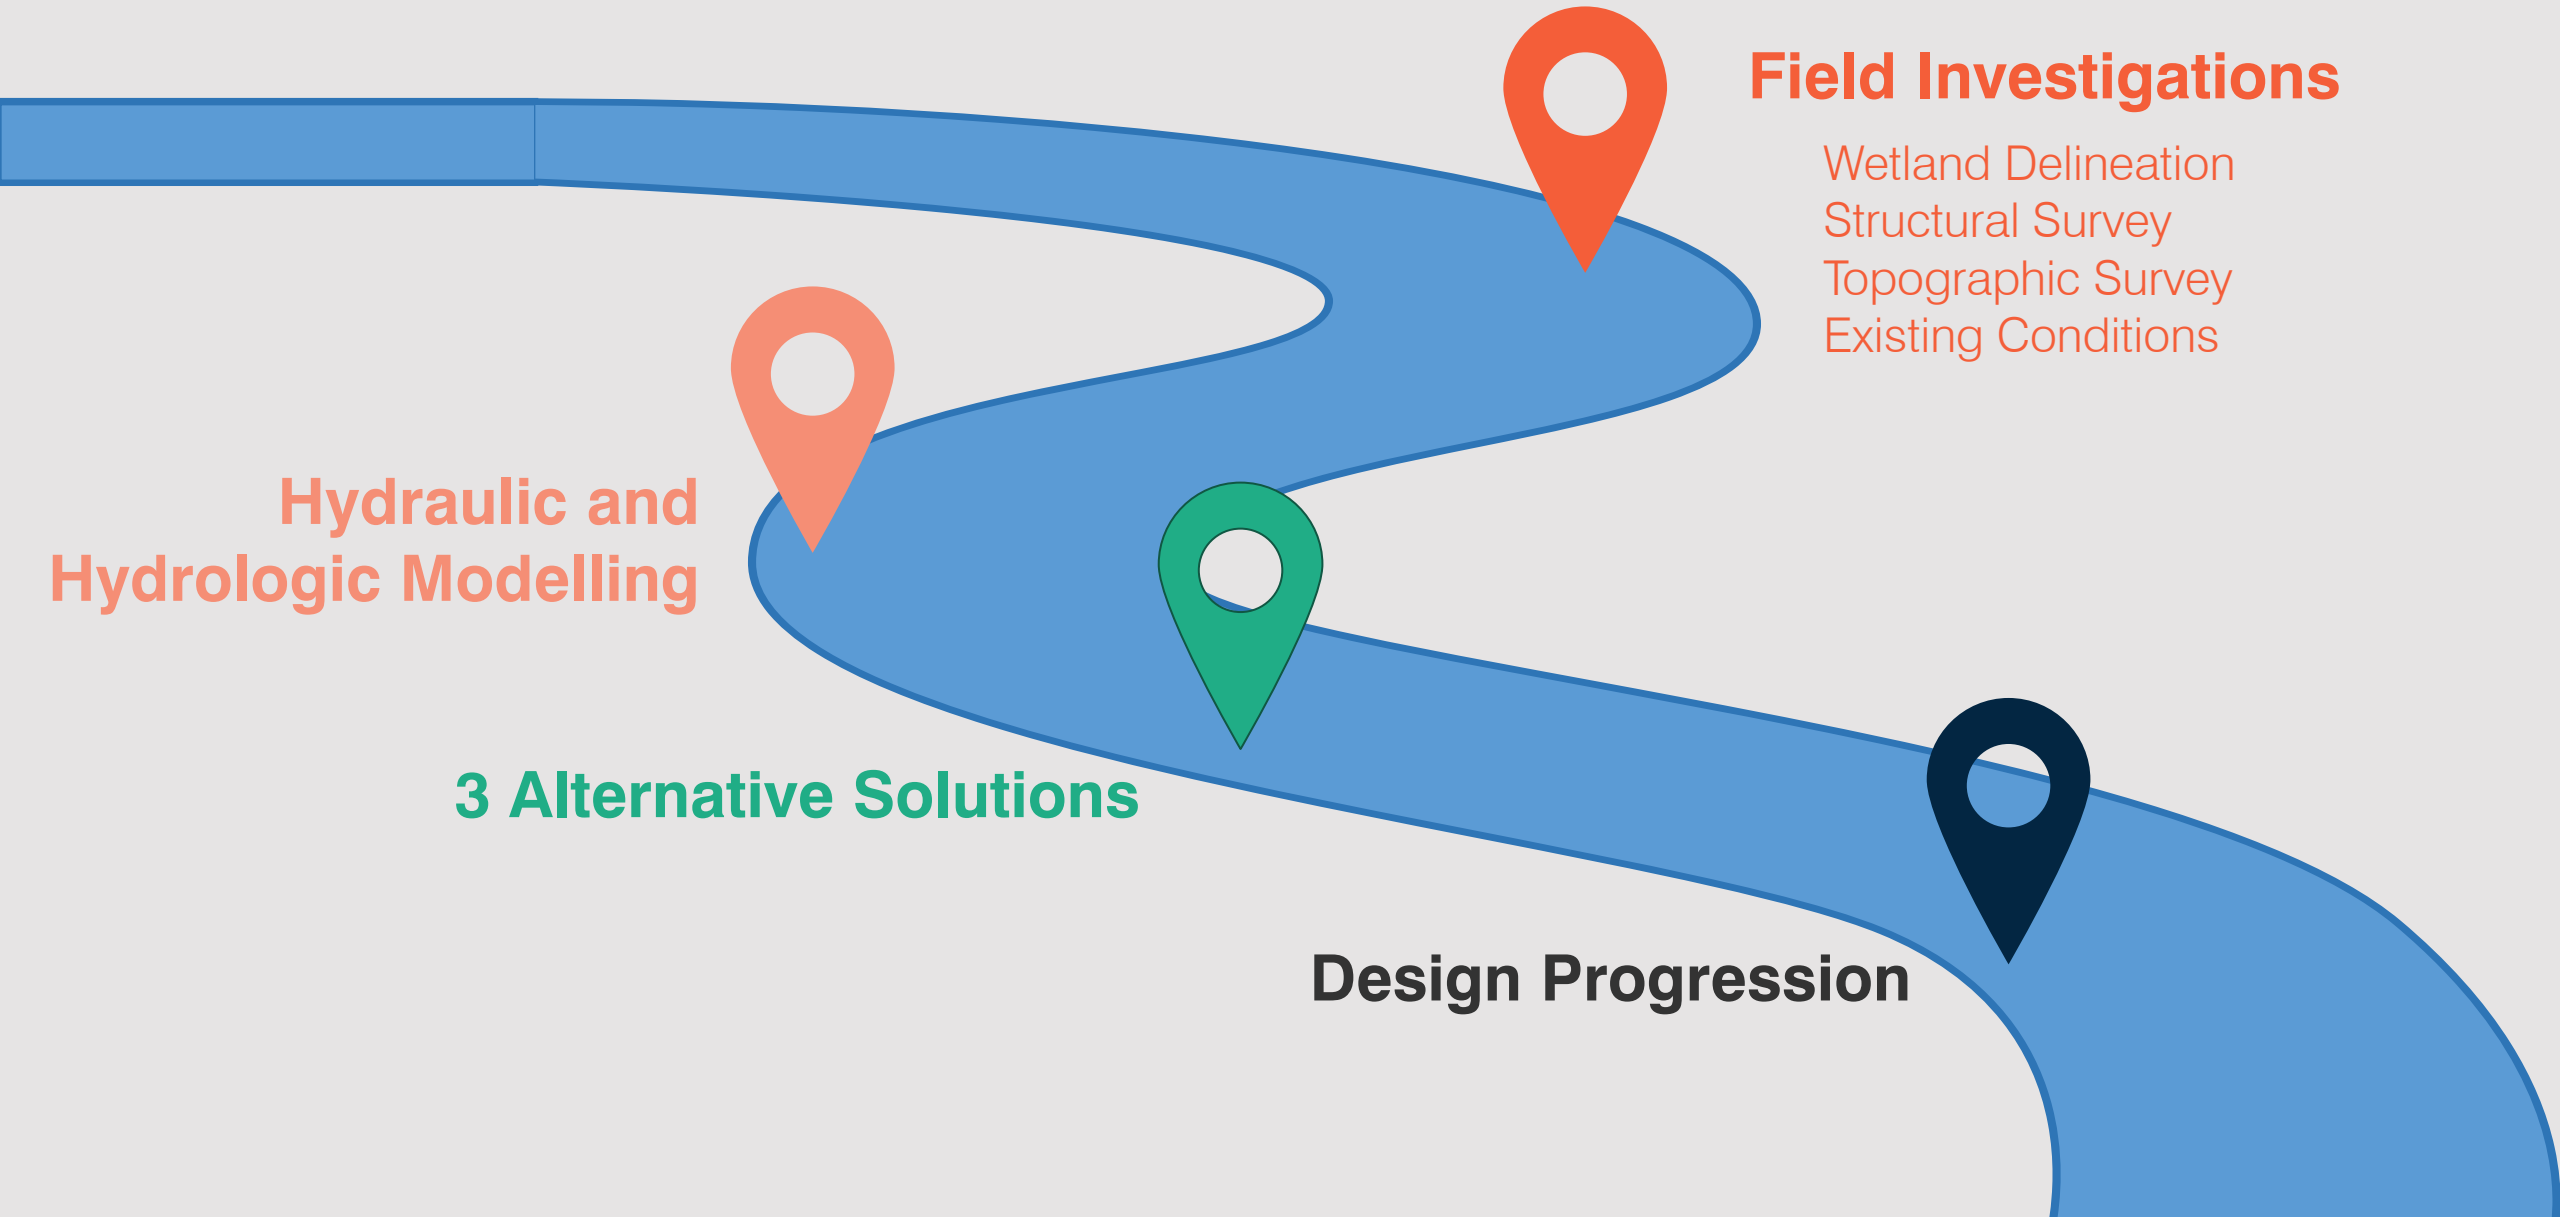 Field Investigations
Wetland Delineation
Structural Survey
Topographic Survey
Existing Conditions
Hydraulic and
Hydrologic Modelling
3 Alternative Solutions
Design Progression